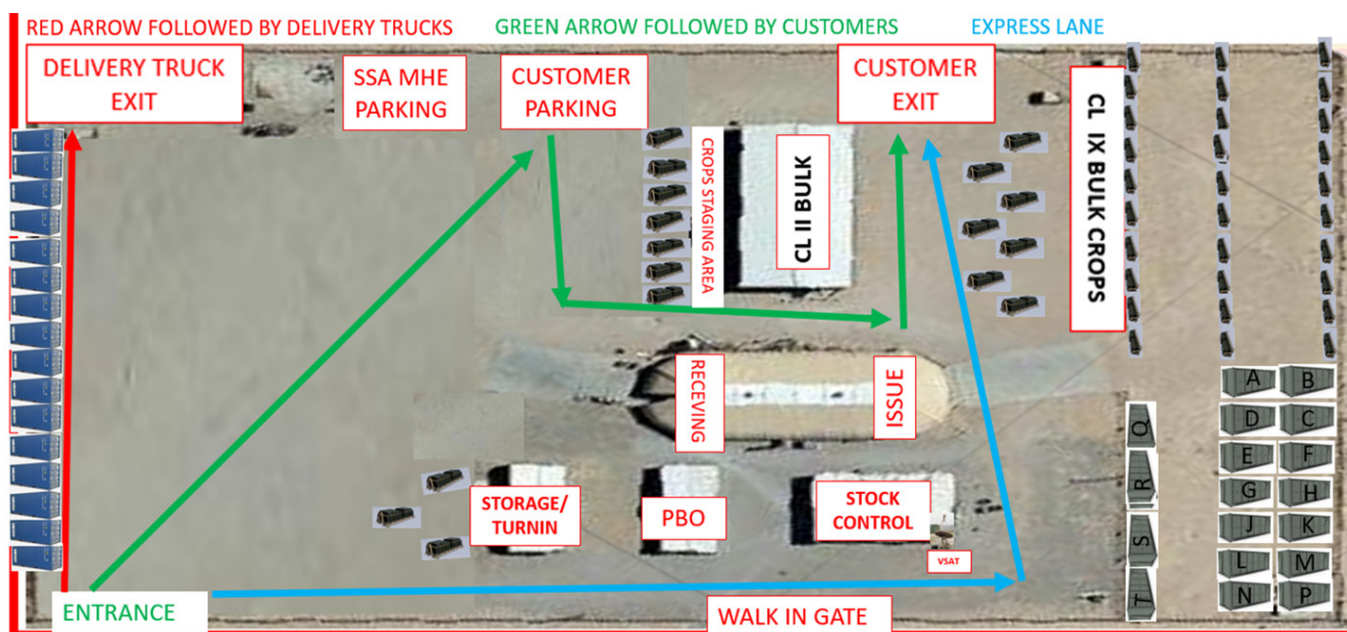 RED ARROW FOLLOWED BY DELIVERY TRUCKS
GREEN ARROW FOLLOWED BY CUSTOMERS
EXPRESS LANE
DELIVERY TRUCK
EXIT
SSA MHE
PARKING
CUSTOMER
PARKING
CUSTOMER
EXIT
CROPS STAGING AREA
CL II BULK
CL IX BULK CROPS
RECEVING
ISSUE
A
B
D
C
Q
E
F
R
G
H
S
J
K
L
M
T
N
P
STORAGE/
TURNIN
PBO
STOCK
CONTROL
VSAT
ENTRANCE
WALK IN GATE